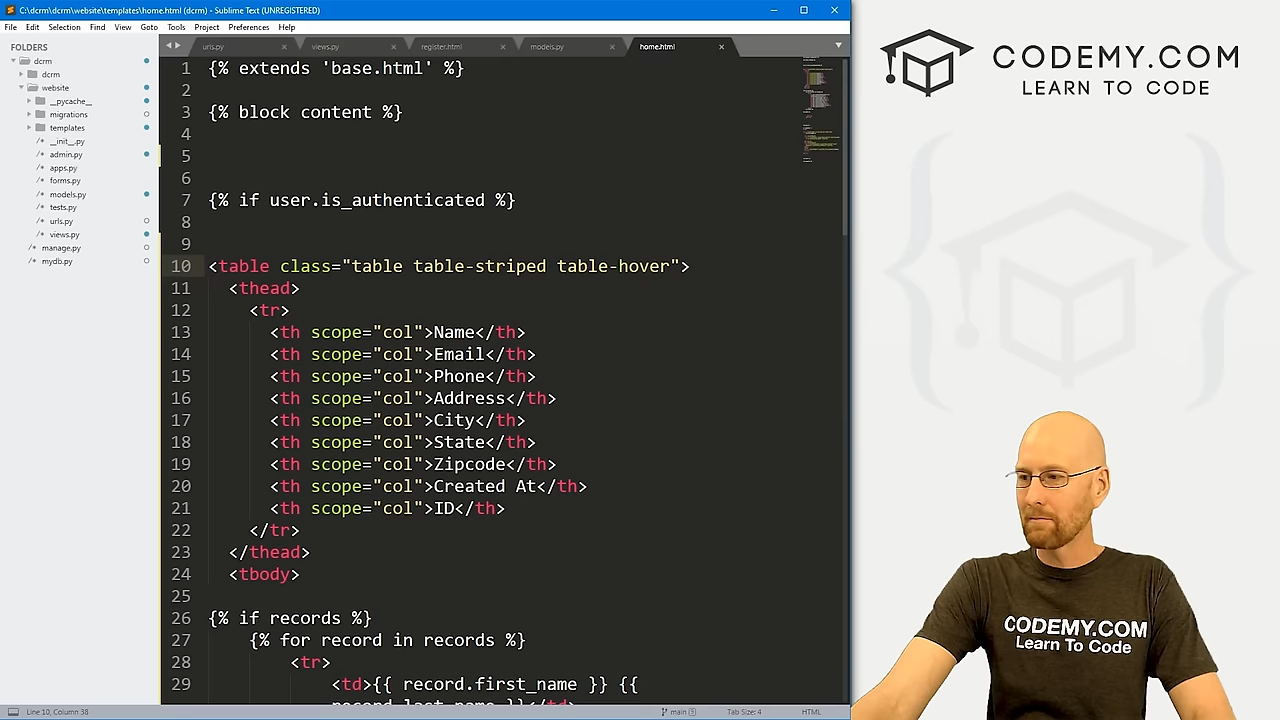 C:\dcrm\dcrm\website\templates\home.html (dcrm) - Sublime Text (UNREGISTERED)
File Edit Selection Find View Goto Tools Project Preferences Help
FOLDERS
dcrm
dcrm
website
__pycache__
migrations
templates
__init__.py
admin.py
apps.py
forms.py
models.py
tests.py
urls.py
views.py
manage.py
mydb.py
urls.py views.py register.html models.py home.html
1 {% extends 'base.html' %}
2
3 {% block content %}
4
5
6
7 {% if user.is_authenticated %}
8
9
10 <table class="table table-striped table-hover">
11 <thead>
12 <tr>
13 <th scope="col">Name</th>
14 <th scope="col">Email</th>
15 <th scope="col">Phone</th>
16 <th scope="col">Address</th>
17 <th scope="col">City</th>
18 <th scope="col">State</th>
19 <th scope="col">Zipcode</th>
20 <th scope="col">Created At</th>
21 <th scope="col">ID</th>
22 </tr>
23 </thead>
24 <tbody>
25
26 {% if records %}
27 {% for record in records %}
28 <tr>
29 <td>{{ record.first_name }} {{
record.last_name }}</td>
Line 10, Column 38 main 5 Tab Size: 4 HTML
CODEMY.COM
LEARN TO CODE
CODEMY.COM
Learn To Code